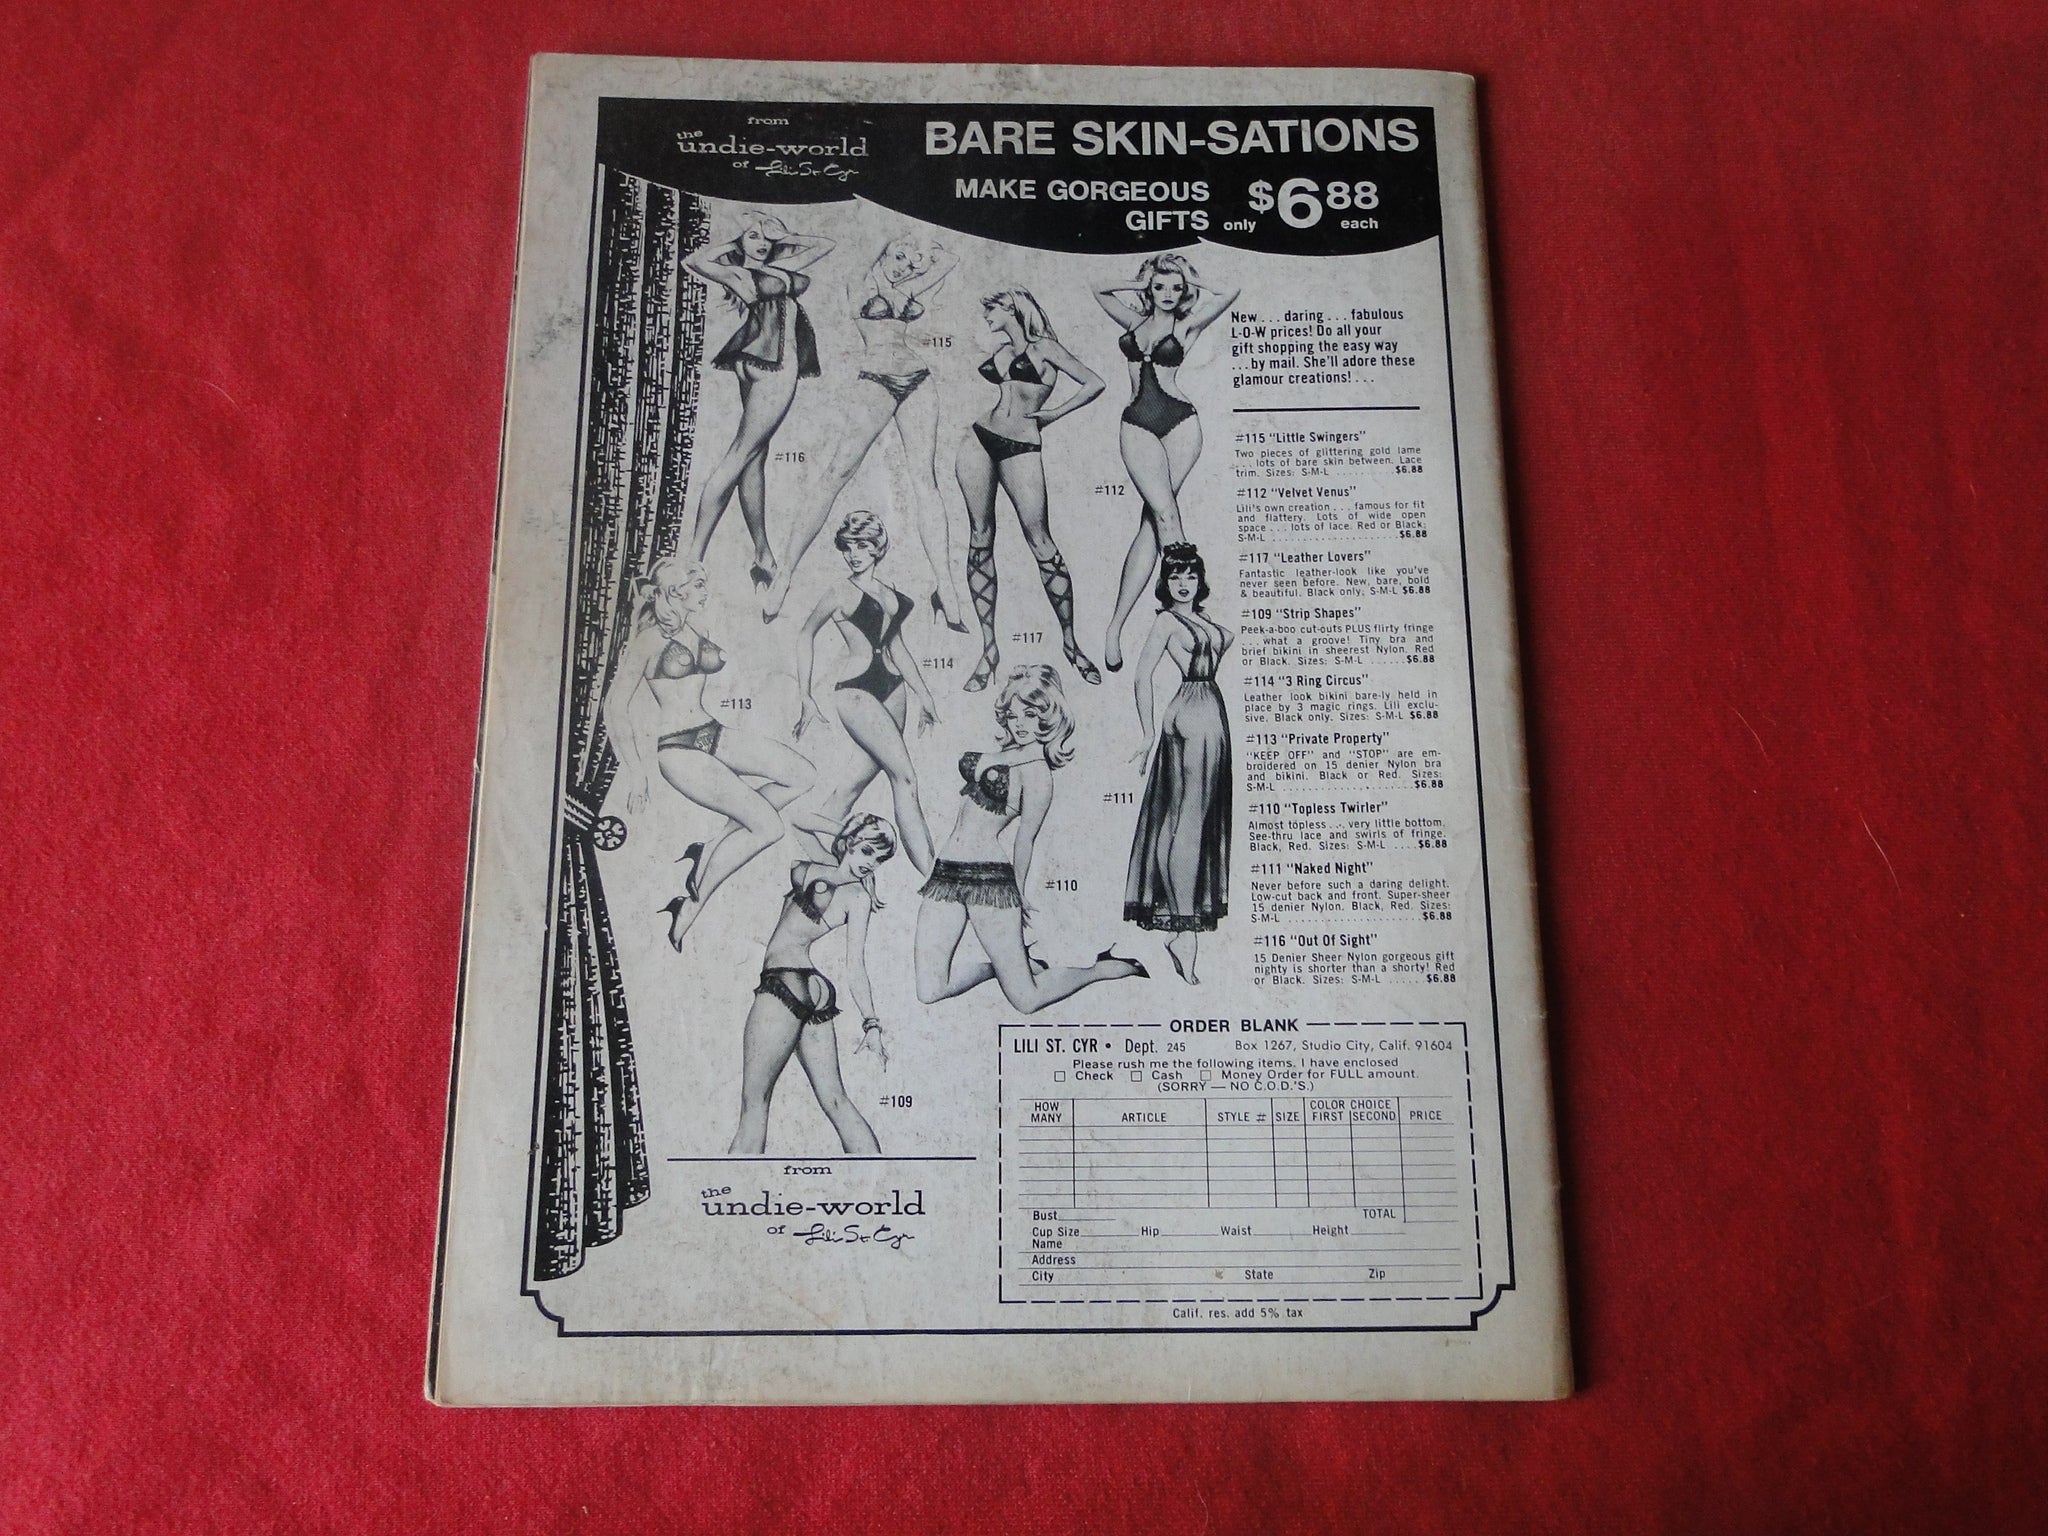 from
the
undie-world
of Lili St. Cyr
BARE SKIN-SATIONS
MAKE GORGEOUS
GIFTS only $6 88 each
New . . . daring . . . fabulous
L-O-W prices! Do all your
gift shopping the easy way
. . . by mail. She'll adore these
glamour creations! . . .
#116
#115
#117
#112
#113
#114
#111
#110
#109
#115 "Little Swingers"
Two pieces of glittering gold lame
. . . lots of bare skin between. Lace
trim. Sizes: S-M-L . . . . . . . . . . $6.88
#112 "Velvet Venus"
Lili's own creation . . . famous for fit
and flattery. Lots of wide open
space . . . lots of lace. Red or Black;
S-M-L . . . . . . . . . . . . . . . . . . . . . $6.88
#117 "Leather Lovers"
Fantastic leather-look like you've
never seen before. New, bare, bold
& beautiful. Black only; S-M-L $6.88
#109 "Strip Shapes"
Peek-a-boo cut-outs PLUS flirty fringe
. . . what a groove! Tiny bra and
brief bikini in sheerest Nylon. Red
or Black. Sizes: S-M-L . . . . . . $6.88
#114 "3 Ring Circus"
Leather look bikini bare-ly held in
place by 3 magic rings. Lili exclu-
sive. Black only. Sizes: S-M-L $6.88
#113 "Private Property"
"KEEP OFF" and "STOP" are em-
broidered on 15 denier Nylon bra
and bikini. Black or Red. Sizes:
S-M-L . . . . . . . . . . . . . . . . . . . . . $6.88
#110 "Topless Twirler"
Almost topless . . . very little bottom.
See-thru lace and swirls of fringe.
Black, Red. Sizes: S-M-L . . . . $6.88
#111 "Naked Night"
Never before such a daring delight.
Low-cut back and front. Super-sheer
15 denier Nylon. Black, Red. Sizes:
S-M-L . . . . . . . . . . . . . . . . . . . . . $6.88
#116 "Out Of Sight"
15 Denier Sheer Nylon gorgeous gift
nighty is shorter than a shorty! Red
or Black. Sizes: S-M-L . . . . . $6.88
from
the
undie-world
of Lili St. Cyr
ORDER BLANK
LILI ST. CYR • Dept. 245 Box 1267, Studio City, Calif. 91604
Please rush me the following items. I have enclosed
□ Check □ Cash □ Money Order for FULL amount.
(SORRY — NO C.O.D.'S.)
HOW MANY ARTICLE STYLE # SIZE COLOR CHOICE FIRST SECOND PRICE
Bust TOTAL
Cup Size Hip Waist Height
Name
Address
City State Zip
Calif. res. add 5% tax